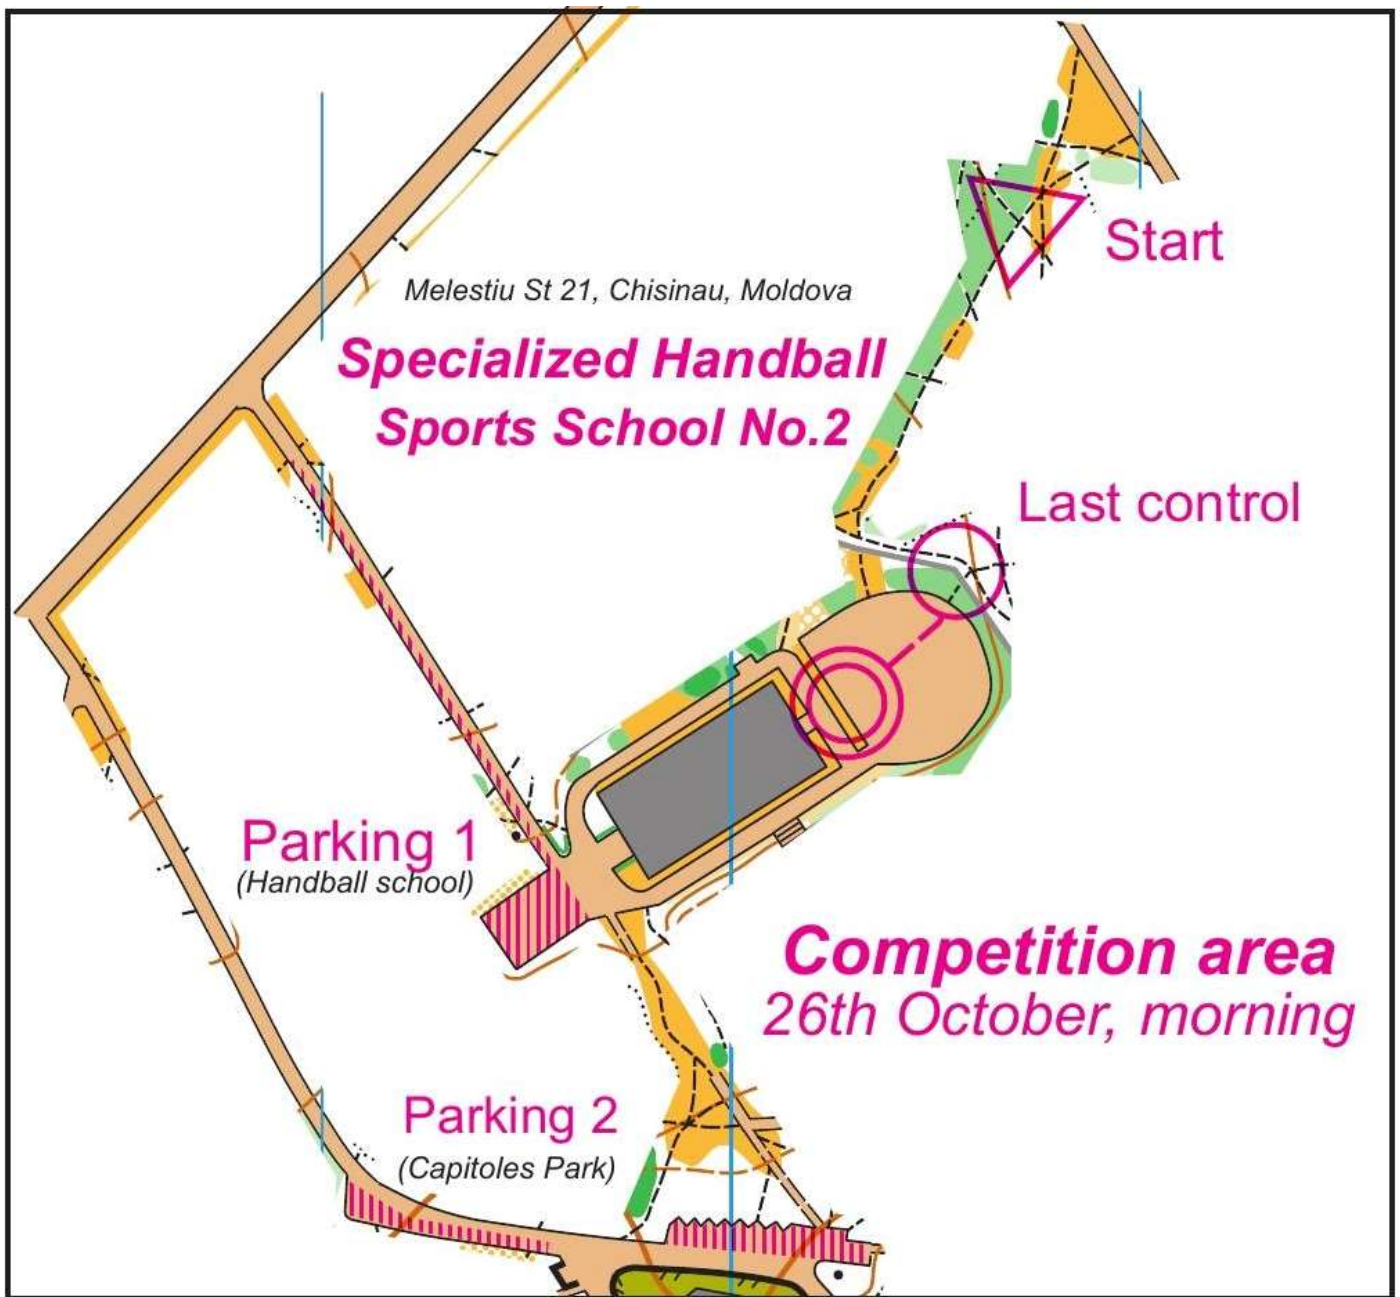 Start
Melestiu St 21, Chisinau, Moldova
Specialized Handball
Sports School No.2
Last control
Parking 1
(Handball school)
Competition area
26th October, morning
Parking 2
(Capitoles Park)